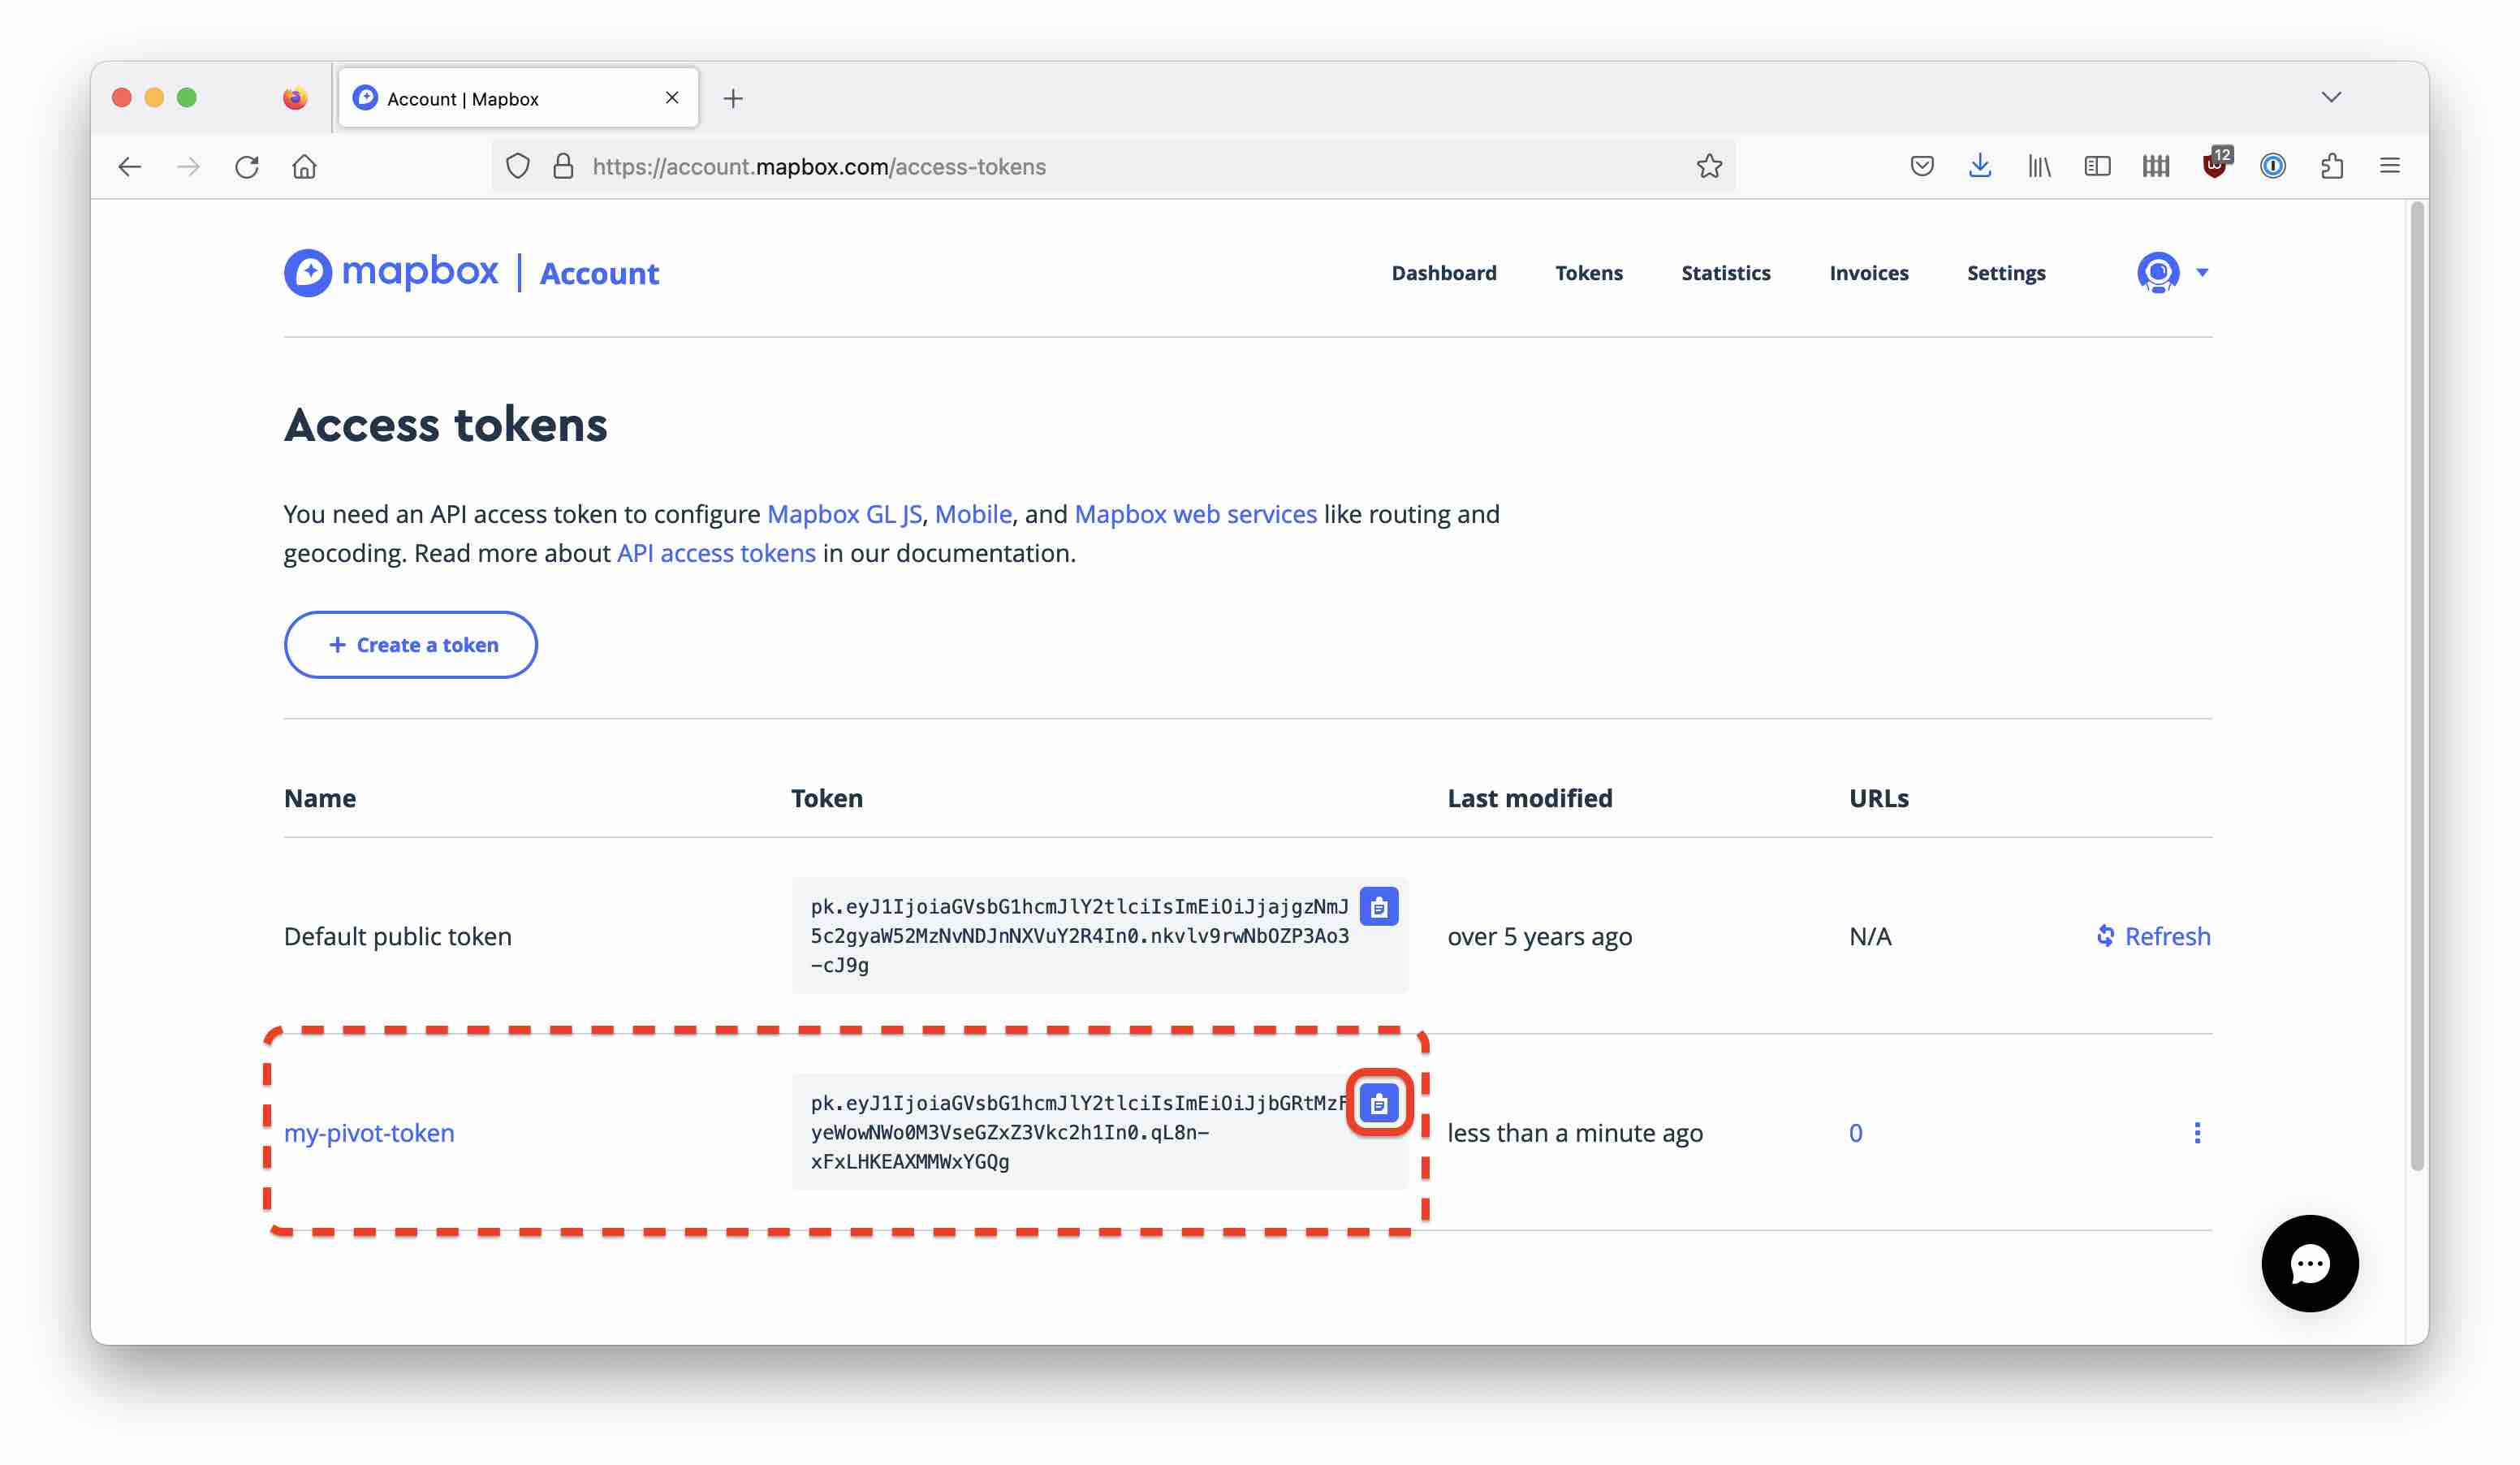 Account | Mapbox
https://account.mapbox.com/access-tokens
12
mapbox | Account
Dashboard
Tokens
Statistics
Invoices
Settings
Access tokens
You need an API access token to configure Mapbox GL JS, Mobile, and Mapbox web services like routing and
geocoding. Read more about API access tokens in our documentation.
+ Create a token
Name
Token
Last modified
URLs
Default public token
pk.eyJ1IjoiaGVsbG1hcmJlY2tlciIsImEiOiJjajgzNmJ
5c2gyaW52MzNvNDJnNXVuY2R4In0.nkvlv9rwNbOZP3Ao3
-cJ9g
over 5 years ago
N/A
Refresh
my-pivot-token
pk.eyJ1IjoiaGVsbG1hcmJlY2tlciIsImEiOiJjbGRtMzF
yeWowNWo0M3VseGZxZ3Vkc2h1In0.qL8n-
xFxLHKEAXMMWxYGQg
less than a minute ago
0